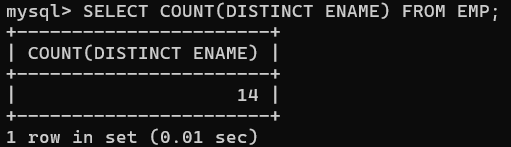 mysql> SELECT COUNT(DISTINCT ENAME) FROM EMP;
+-----------------------+
| COUNT(DISTINCT ENAME) |
+-----------------------+
|                    14 |
+-----------------------+
1 row in set (0.01 sec)